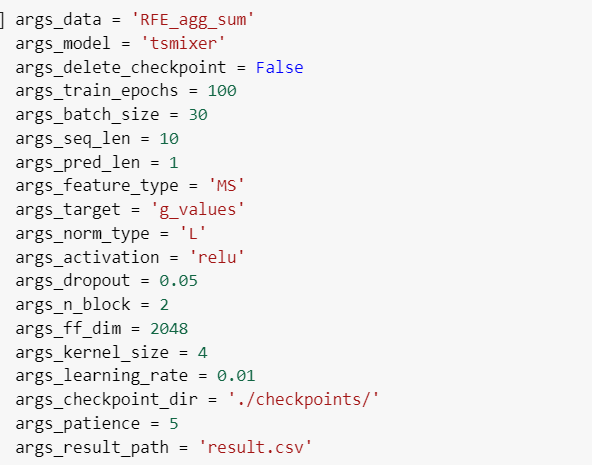 ] args_data = 'RFE_agg_sum'
args_model = 'tsmixer'
args_delete_checkpoint = False
args_train_epochs = 100
args_batch_size = 30
args_seq_len = 10
args_pred_len = 1
args_feature_type = 'MS'
args_target = 'g_values'
args_norm_type = 'L'
args_activation = 'relu'
args_dropout = 0.05
args_n_block = 2
args_ff_dim = 2048
args_kernel_size = 4
args_learning_rate = 0.01
args_checkpoint_dir = './checkpoints/'
args_patience = 5
args_result_path = 'result.csv'